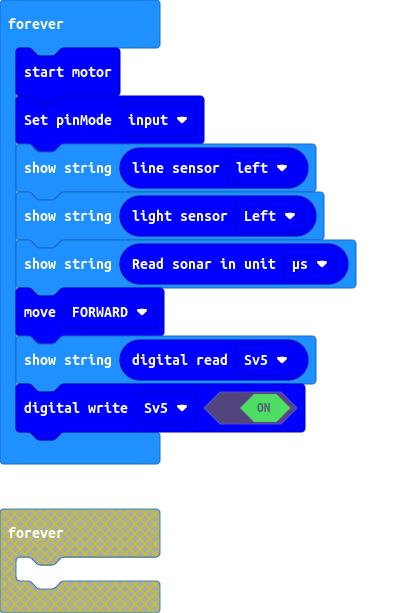 forever
start motor
Set pinMode input
show string line sensor left
show string light sensor Left
show string Read sonar in unit µs
move FORWARD
show string digital read Sv5
digital write Sv5 ON
forever